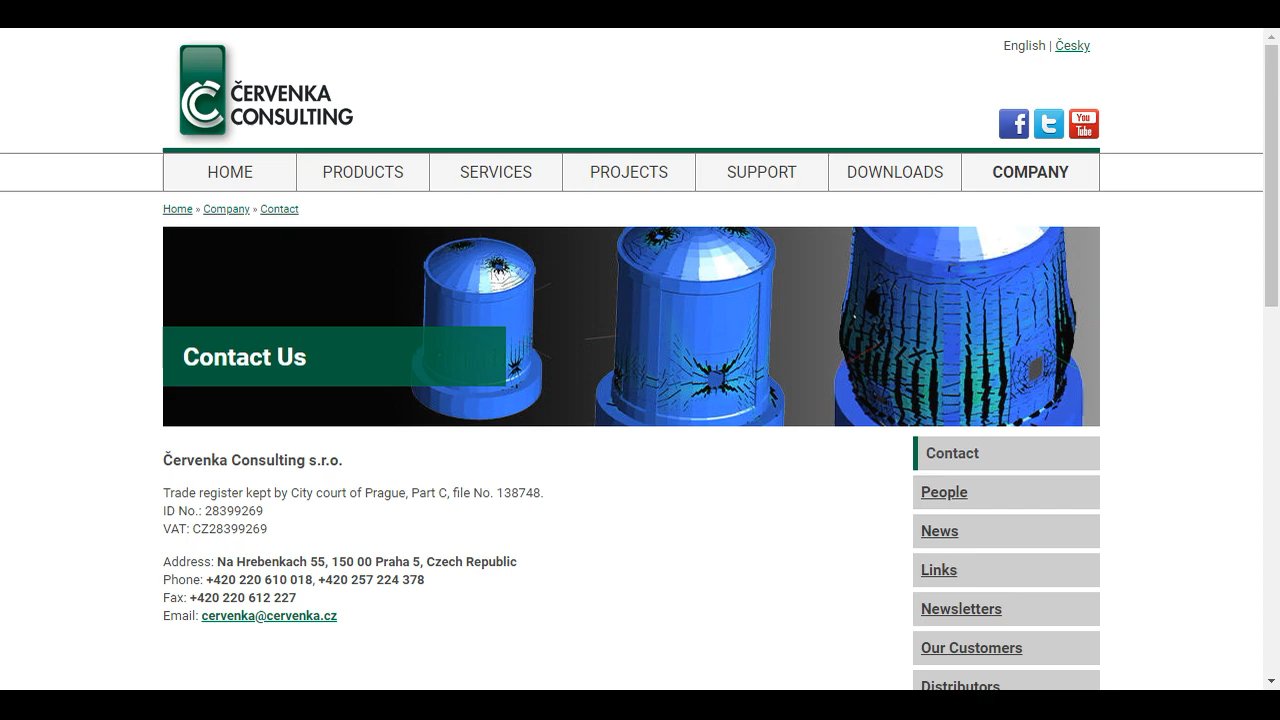 English | Česky
ČERVENKA
CONSULTING
f
t
You
Tube
HOME PRODUCTS SERVICES PROJECTS SUPPORT DOWNLOADS COMPANY
Home » Company » Contact
Contact Us
Červenka Consulting s.r.o.
Trade register kept by City court of Prague, Part C, file No. 138748.
ID No.: 28399269
VAT: CZ28399269
Address: Na Hrebenkach 55, 150 00 Praha 5, Czech Republic
Phone: +420 220 610 018, +420 257 224 378
Fax: +420 220 612 227
Email: cervenka@cervenka.cz
Contact
People
News
Links
Newsletters
Our Customers
Distributors